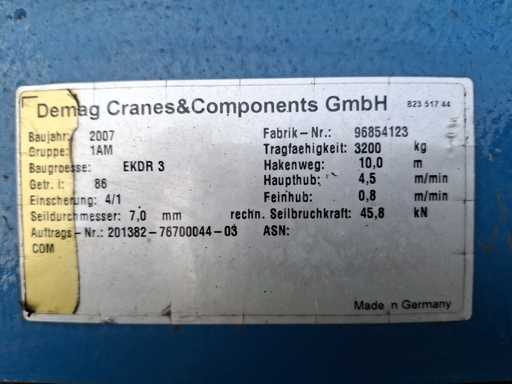 Demag Cranes&Components GmbH 823 517 44
Baujahr: 2007 Fabrik-Nr.: 96854123
Gruppe: 1AM Tragfaehigkeit: 3200 kg
Baugroesse: EKDR 3 Hakenweg: 10,0 m
Getr. i: 86 Haupthub: 4,5 m/min
Einscherung: 4/1 Feinhub: 0,8 m/min
Seildurchmesser: 7,0 mm rechn. Seilbruchkraft: 45,8 kN
Auftrags-Nr.: 201382-76700044-03 ASN:
COM
Made n Germany